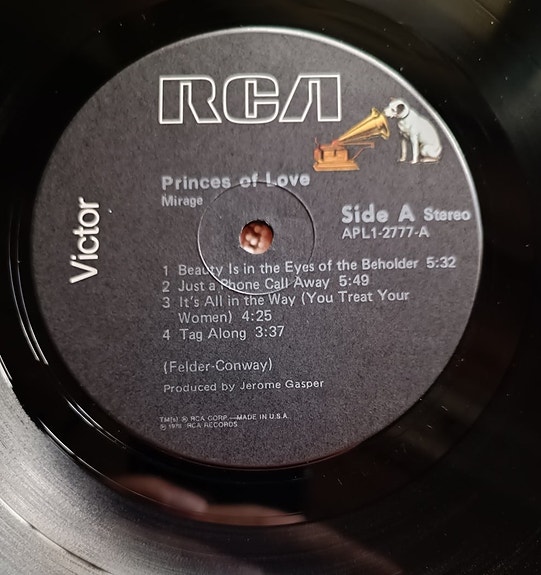 RCA
Victor
Princes of Love
Mirage
Side A Stereo
APL1-2777-A
1 Beauty Is in the Eyes of the Beholder 5:32
2 Just a Phone Call Away 5:49
3 It's All in the Way (You Treat Your
Women) 4:25
4 Tag Along 3:37
(Felder-Conway)
Produced by Jerome Gasper
TM(s) ® RCA CORP.—MADE IN U.S.A.
RCA RECORDS